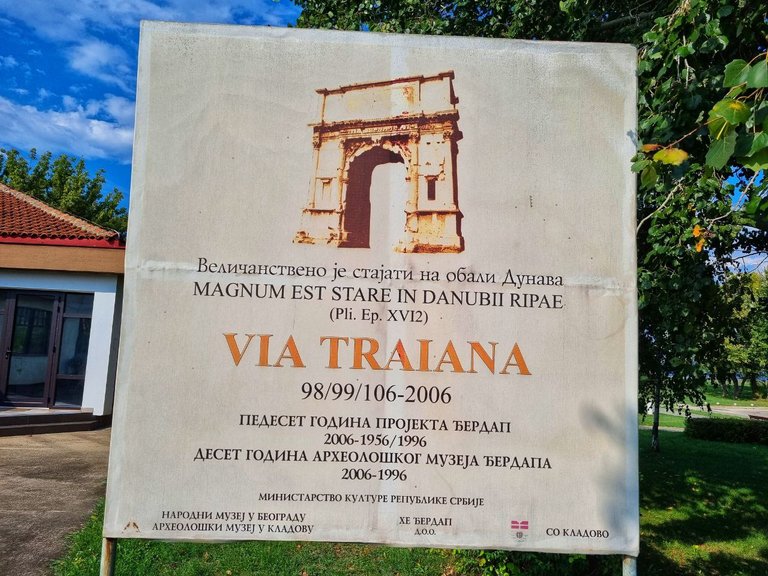 Величанствено је стајати на обали Дунава
MAGNUM EST STARE IN DANUBII RIPAE
(Pli. Ep. XVI2)
VIA TRAIANA
98/99/106-2006
ПЕДЕСЕТ ГОДИНА ПРОЈЕКТА ЂЕРДАП
2006-1956/1996
ДЕСЕТ ГОДИНА АРХЕОЛОШКОГ МУЗЕЈА ЂЕРДАПА
2006-1996
МИНИСТАРСТВО КУЛТУРЕ РЕПУБЛИКЕ СРБИЈЕ
НАРОДНИ МУЗЕЈ У БЕОГРАДУ
АРХЕОЛОШКИ МУЗЕЈ У КЛАДОВУ
ХЕ ЂЕРДАП
Д.О.О.
СО КЛАДОВО